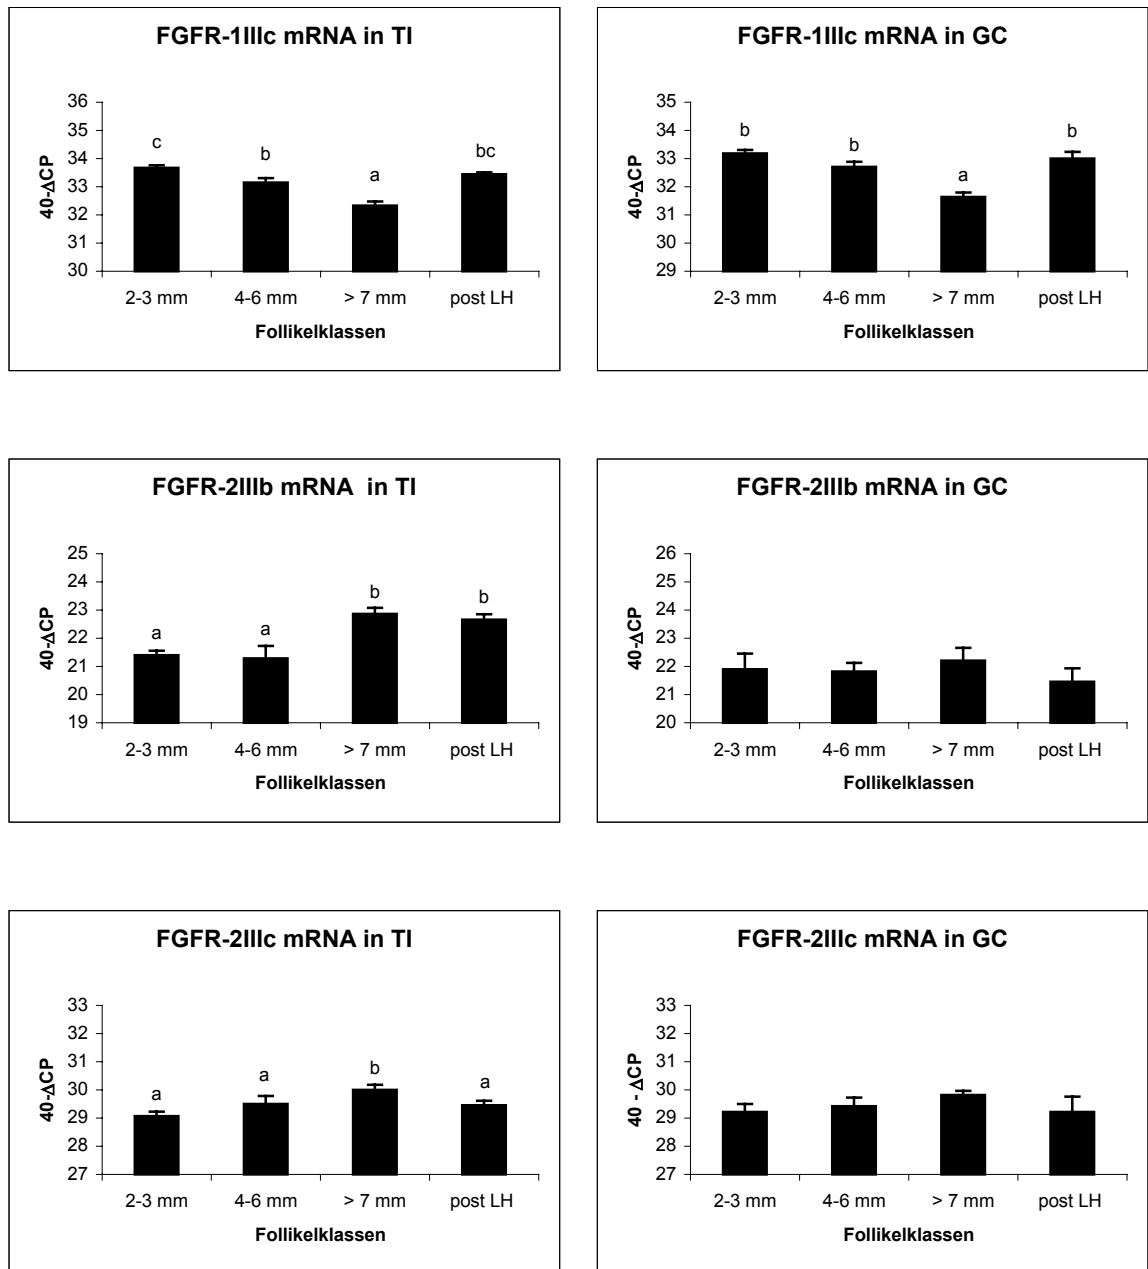 FGFR-1IIIc mRNA in TI
40-ΔCP
36
35
34
33
32
31
30
c
b
a
bc
2-3 mm 4-6 mm > 7 mm post LH
Follikelklassen
FGFR-1IIIc mRNA in GC
40-ΔCP
35
34
33
32
31
30
29
b
b
a
b
2-3 mm 4-6 mm > 7 mm post LH
Follikelklassen
FGFR-2IIIb mRNA in TI
40-ΔCP
25
24
23
22
21
20
19
a
a
b
b
2-3 mm 4-6 mm > 7 mm post LH
Follikelklassen
FGFR-2IIIb mRNA in GC
40-ΔCP
26
25
24
23
22
21
20
2-3 mm 4-6 mm > 7 mm post LH
Follikelklassen
FGFR-2IIIc mRNA in TI
40-ΔCP
33
32
31
30
29
28
27
a
a
b
a
2-3 mm 4-6 mm > 7 mm post LH
Follikelklassen
FGFR-2IIIc mRNA in GC
40 - ΔCP
33
32
31
30
29
28
27
2-3 mm 4-6 mm > 7 mm post LH
Follikelklassen